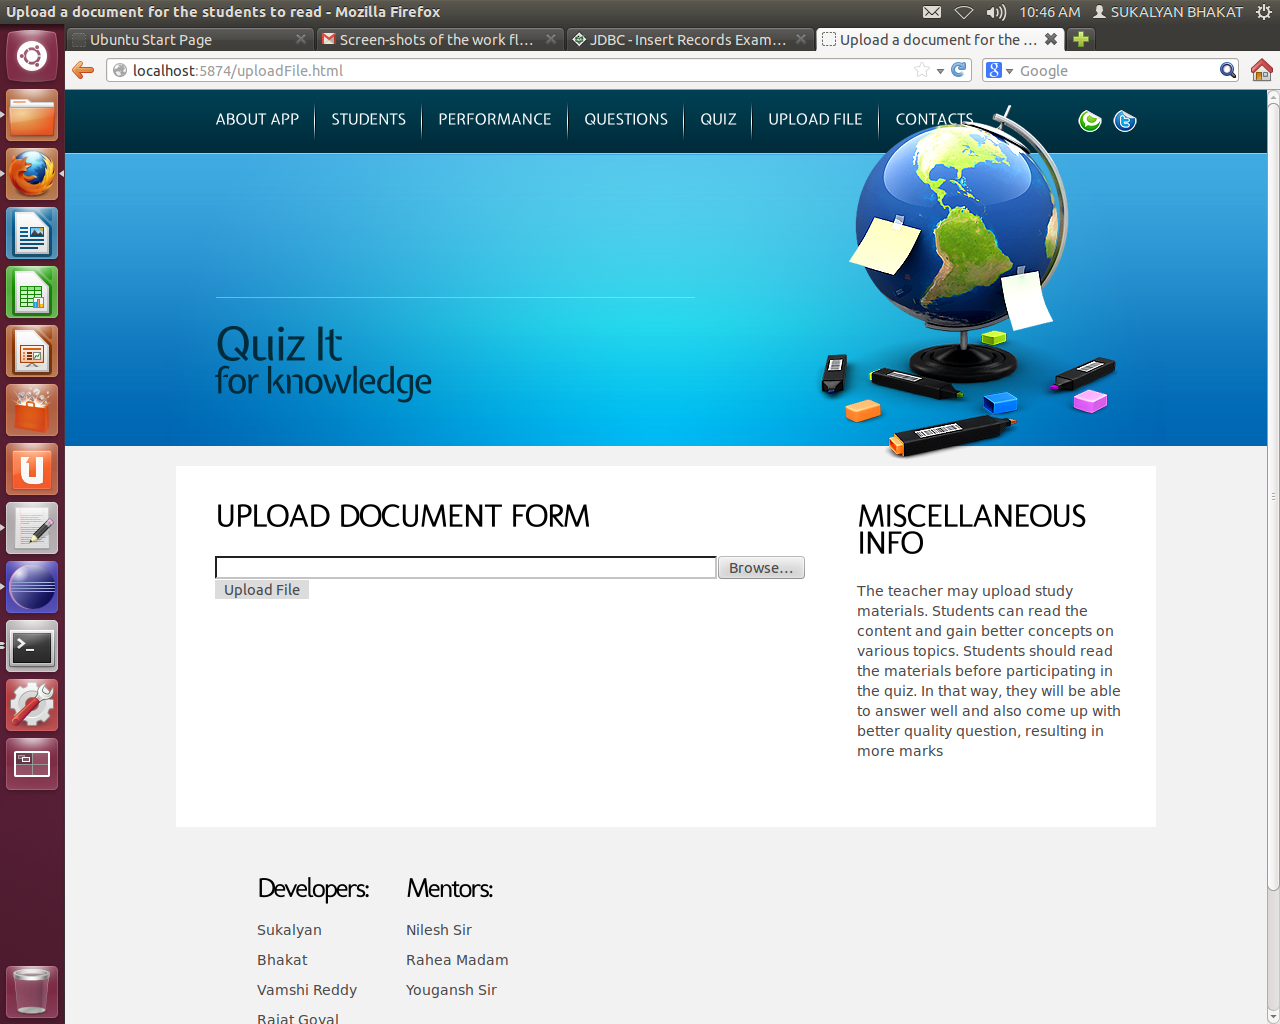 Upload a document for the students to read - Mozilla Firefox
10:46 AM SUKALYAN BHAKAT
Ubuntu Start Page
Screen-shots of the work fl...
JDBC - Insert Records Exam...
Upload a document for the ...
localhost:5874/uploadFile.html
Google
ABOUT APP STUDENTS PERFORMANCE QUESTIONS QUIZ UPLOAD FILE CONTACTS
Quiz It
for knowledge
UPLOAD DOCUMENT FORM
Browse...
Upload File
MISCELLANEOUS
INFO
The teacher may upload study
materials. Students can read the
content and gain better concepts on
various topics. Students should read
the materials before participating in
the quiz. In that way, they will be able
to answer well and also come up with
better quality question, resulting in
more marks
Developers:
Sukalyan
Bhakat
Vamshi Reddy
Rajat Goyal
Mentors:
Nilesh Sir
Rahea Madam
Yougansh Sir